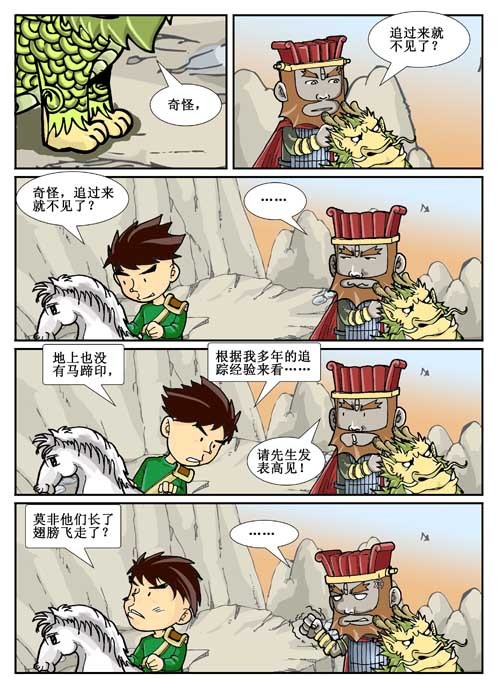 奇怪，
追过来就
不见了？
奇怪，追过来
就不见了？
……
地上也没
有马蹄印，
根据我多年的追
踪经验来看……
请先生发
表高见！
莫非他们长了
翅膀飞走了？
……